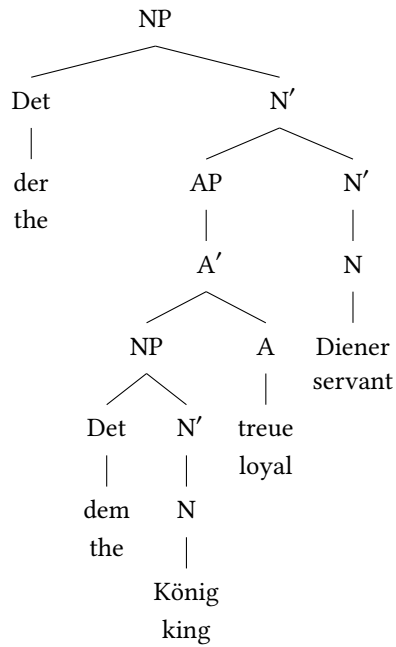 NP
Det N′
der AP N′
the
A′ N
NP A Diener
servant
Det N′ treue
loyal
dem N
the
König
king